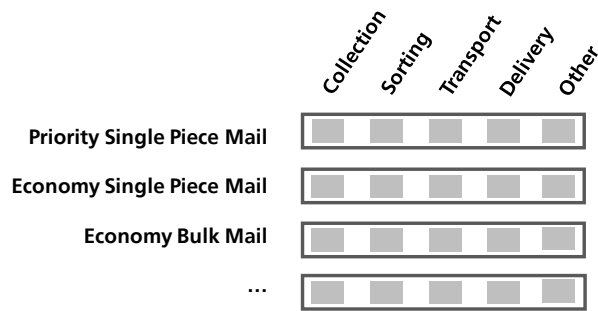 Collection
Sorting
Transport
Delivery
Other
Priority Single Piece Mail
Economy Single Piece Mail
Economy Bulk Mail
...